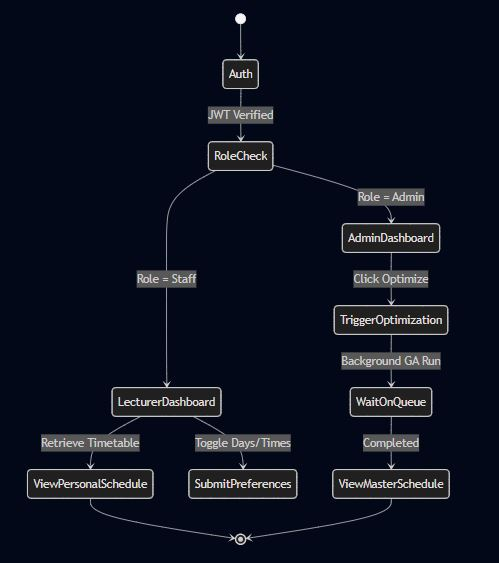 Auth
JWT Verified
RoleCheck
Role = Admin
AdminDashboard
Role = Staff
Click Optimize
TriggerOptimization
Background GA Run
LecturerDashboard
WaitOnQueue
Retrieve Timetable
Toggle Days/Times
Completed
ViewPersonalSchedule
SubmitPreferences
ViewMasterSchedule